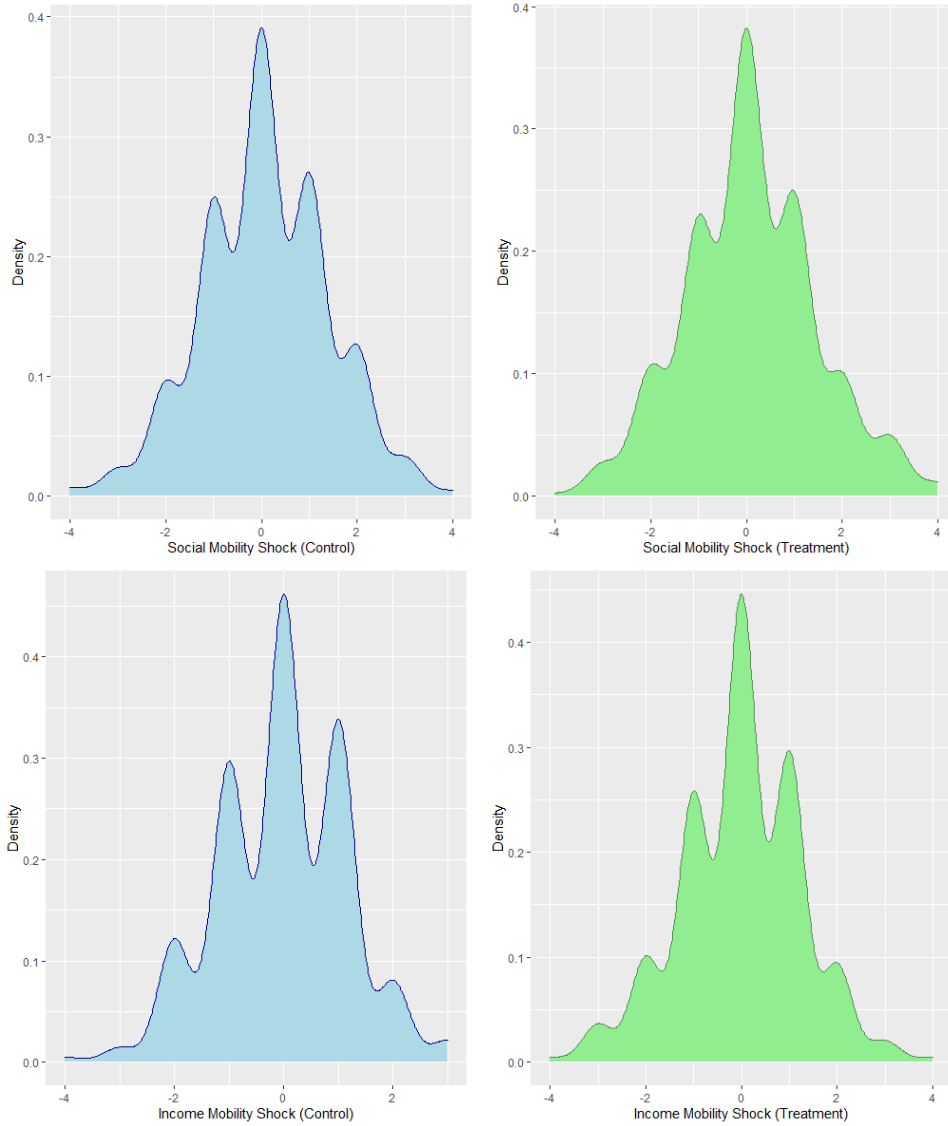 0.4
0.3
0.2
0.1
0.0
Density
-4 -2 0 2 4
Social Mobility Shock (Control)
0.4
0.3
0.2
0.1
0.0
Density
-4 -2 0 2 4
Social Mobility Shock (Treatment)
0.4
0.3
0.2
0.1
0.0
Density
-4 -2 0 2
Income Mobility Shock (Control)
0.4
0.3
0.2
0.1
0.0
Density
-4 -2 0 2 4
Income Mobility Shock (Treatment)